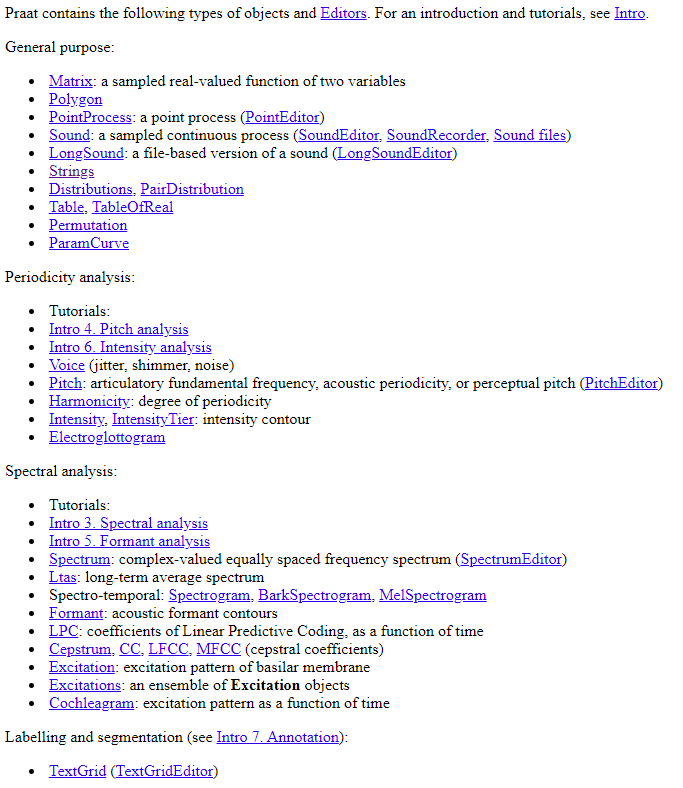 Praat contains the following types of objects and Editors. For an introduction and tutorials, see Intro.
General purpose:
• Matrix: a sampled real-valued function of two variables
• Polygon
• PointProcess: a point process (PointEditor)
• Sound: a sampled continuous process (SoundEditor, SoundRecorder, Sound files)
• LongSound: a file-based version of a sound (LongSoundEditor)
• Strings
• Distributions, PairDistribution
• Table, TableOfReal
• Permutation
• ParamCurve
Periodicity analysis:
• Tutorials:
• Intro 4. Pitch analysis
• Intro 6. Intensity analysis
• Voice (jitter, shimmer, noise)
• Pitch: articulatory fundamental frequency, acoustic periodicity, or perceptual pitch (PitchEditor)
• Harmonicity: degree of periodicity
• Intensity, IntensityTier: intensity contour
• Electroglottogram
Spectral analysis:
• Tutorials:
• Intro 3. Spectral analysis
• Intro 5. Formant analysis
• Spectrum: complex-valued equally spaced frequency spectrum (SpectrumEditor)
• Ltas: long-term average spectrum
• Spectro-temporal: Spectrogram, BarkSpectrogram, MelSpectrogram
• Formant: acoustic formant contours
• LPC: coefficients of Linear Predictive Coding, as a function of time
• Cepstrum, CC, LFCC, MFCC (cepstral coefficients)
• Excitation: excitation pattern of basilar membrane
• Excitations: an ensemble of Excitation objects
• Cochleagram: excitation pattern as a function of time
Labelling and segmentation (see Intro 7. Annotation):
• TextGrid (TextGridEditor)